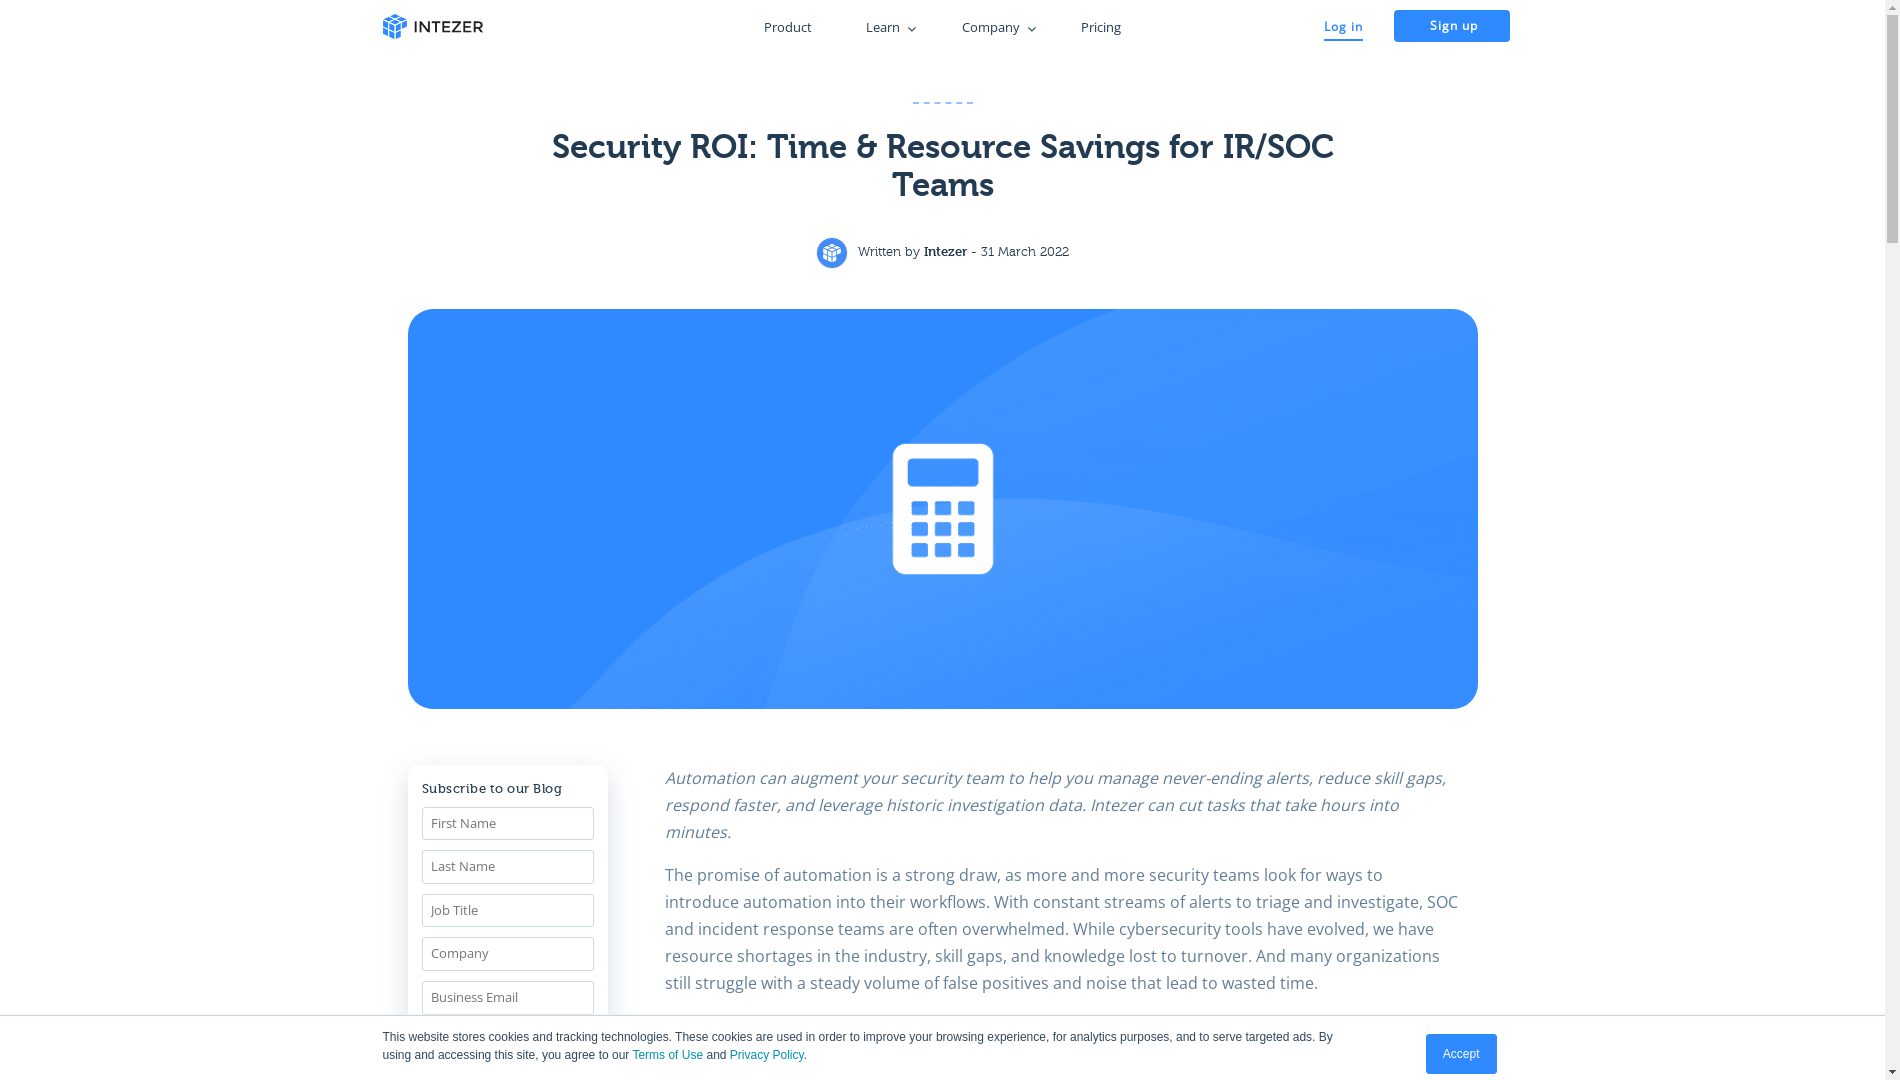 INTEZER
Product
Learn
Company
Pricing
Log in
Sign up
Security ROI: Time & Resource Savings for IR/SOC
Teams
Written by Intezer - 31 March 2022
Subscribe to our Blog
First Name
Last Name
Job Title
Company
Business Email
Automation can augment your security team to help you manage never-ending alerts, reduce skill gaps,
respond faster, and leverage historic investigation data. Intezer can cut tasks that take hours into
minutes.
The promise of automation is a strong draw, as more and more security teams look for ways to
introduce automation into their workflows. With constant streams of alerts to triage and investigate, SOC
and incident response teams are often overwhelmed. While cybersecurity tools have evolved, we have
resource shortages in the industry, skill gaps, and knowledge lost to turnover. And many organizations
still struggle with a steady volume of false positives and noise that lead to wasted time.
This website stores cookies and tracking technologies. These cookies are used in order to improve your browsing experience, for analytics purposes, and to serve targeted ads. By
using and accessing this site, you agree to our Terms of Use and Privacy Policy.
Accept